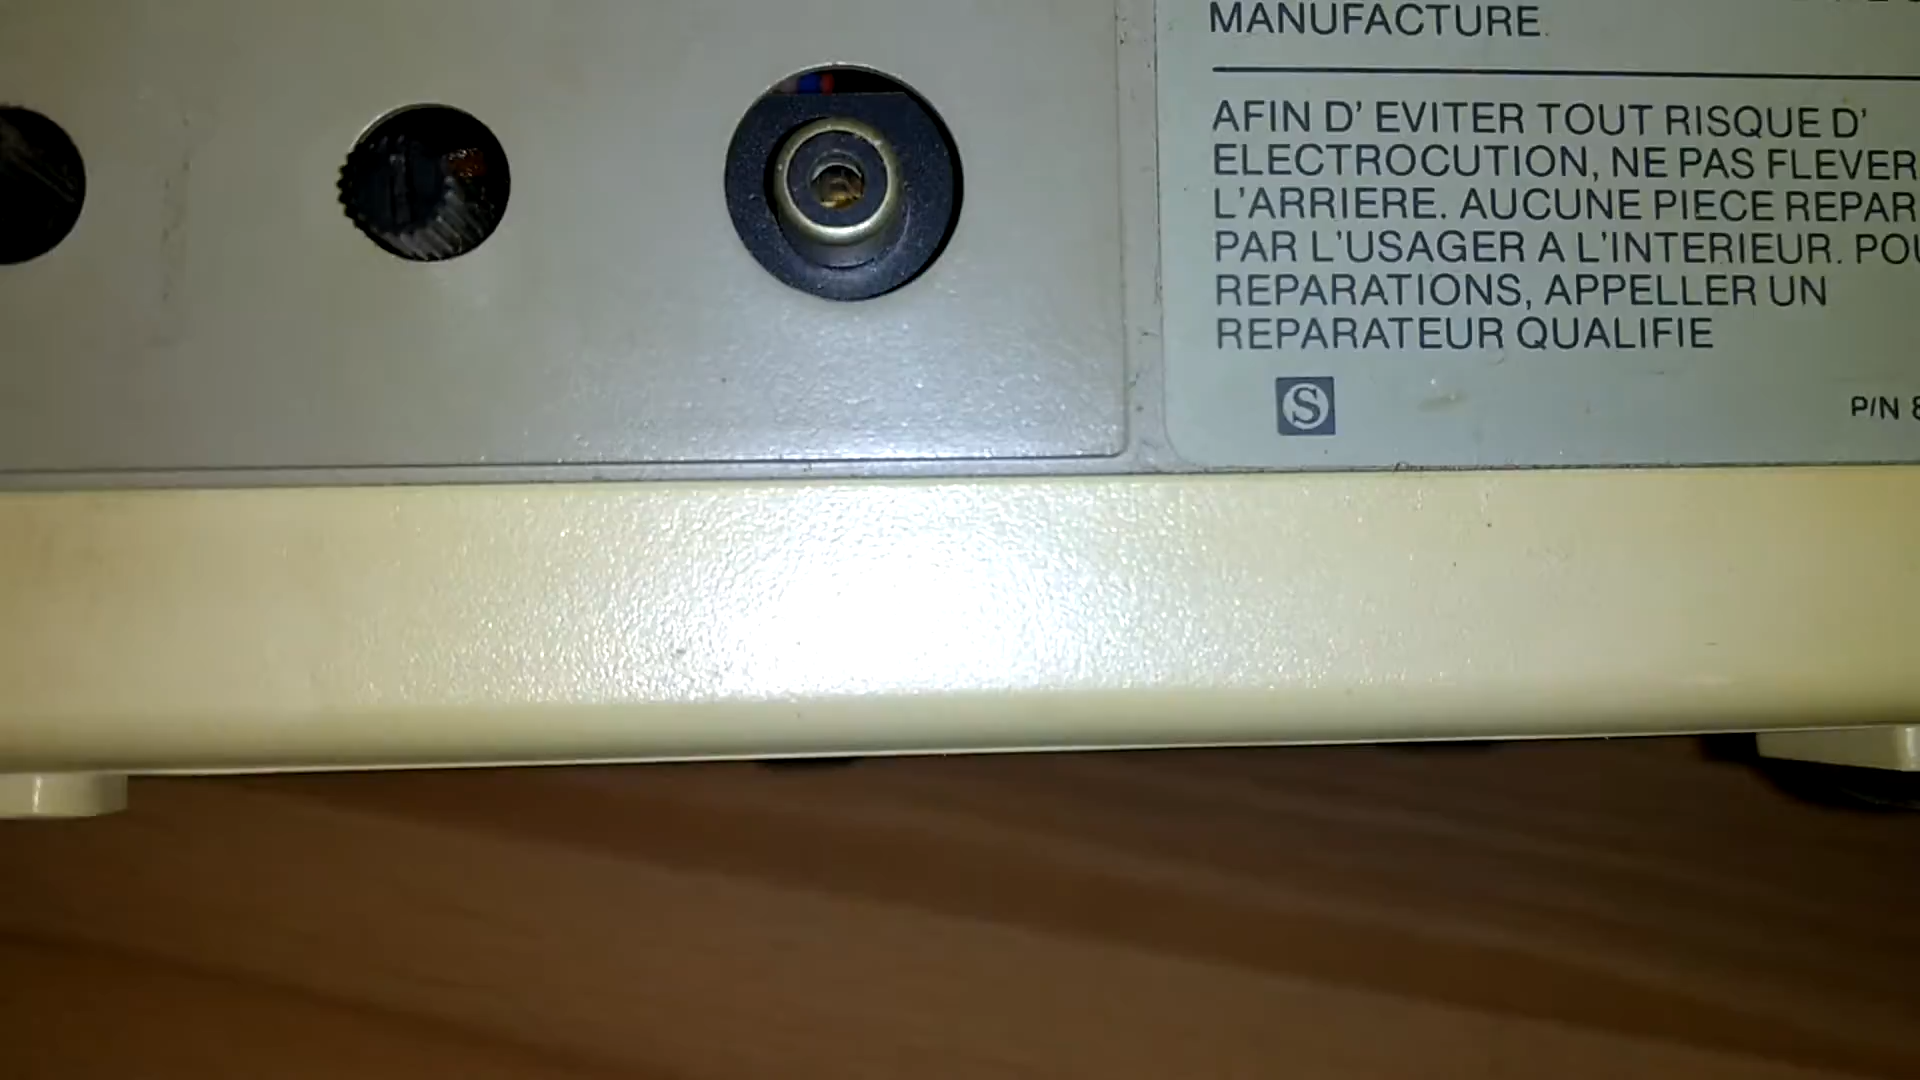 MANUFACTURE.
AFIN D' EVITER TOUT RISQUE D'
ELECTROCUTION, NE PAS FLEVER
L'ARRIERE. AUCUNE PIECE REPAR
PAR L'USAGER A L'INTERIEUR. POU
REPARATIONS, APPELLER UN
REPARATEUR QUALIFIE
S
P/N 8